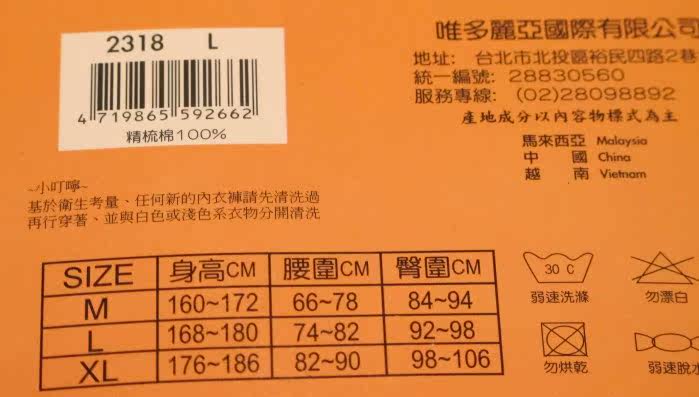 2318 L
4 719865 592662
精梳棉100%
唯多麗亞國際有限公司
地址: 台北市北投區裕民四路2巷
統一編號: 28830560
服務專線: (02)28098892
產地成分以內容物標式為主
馬來西亞 Malaysia
中國 China
越南 Vietnam
~小叮嚀~
基於衛生考量、任何新的內衣褲請先清洗過
再行穿著、並與白色或淺色系衣物分開清洗
SIZE 身高CM 腰圍CM 臀圍CM
M 160~172 66~78 84~94
L 168~180 74~82 92~98
XL 176~186 82~90 98~106
30 C
弱速洗滌 勿漂白
勿烘乾 弱速脫水